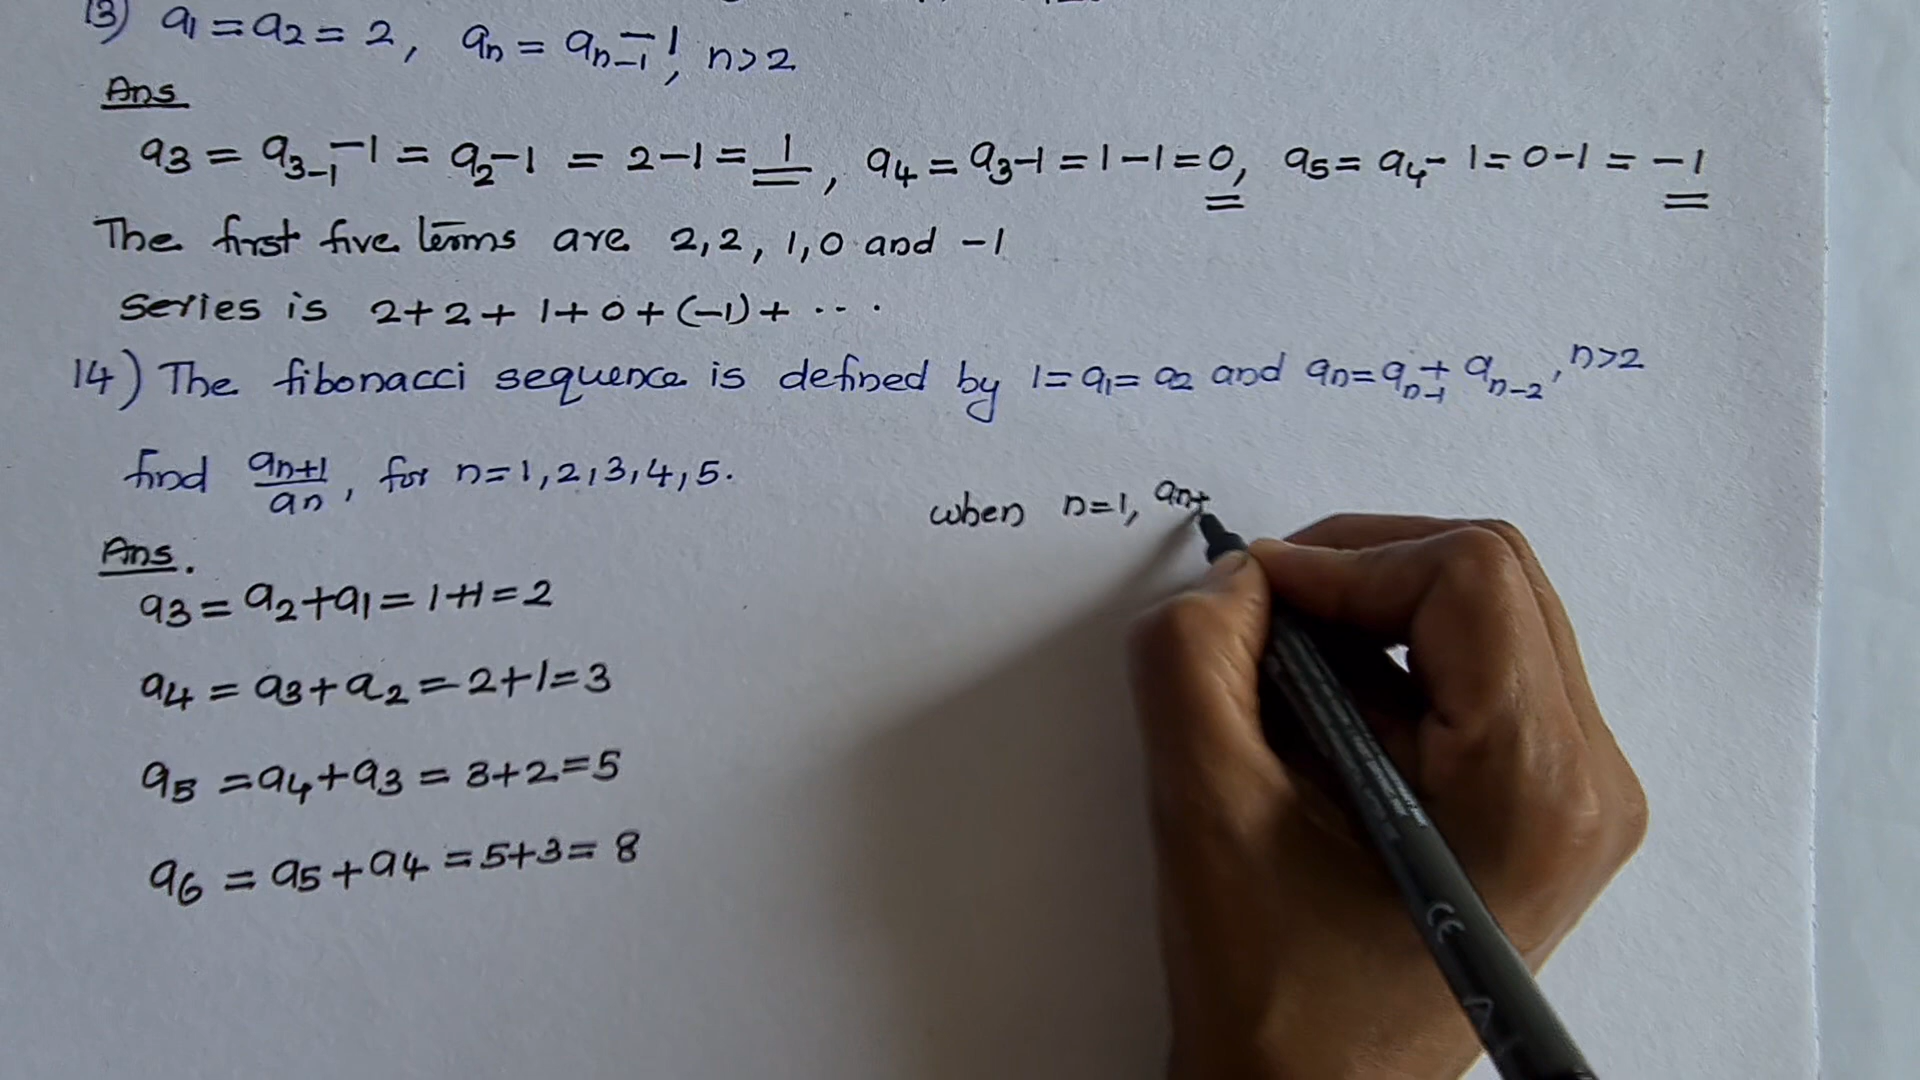 13) a₁ = a₂ = 2, aₙ = aₙ₋₁ - 1, n>2
Ans
a₃ = a₃₋₁ - 1 = a₂ - 1 = 2 - 1 = 1, a₄ = a₃ - 1 = 1 - 1 = 0, a₅ = a₄ - 1 = 0 - 1 = -1
The first five terms are 2, 2, 1, 0 and -1
Series is 2 + 2 + 1 + 0 + (-1) + ....
14) The fibonacci sequence is defined by 1 = a₁ = a₂ and aₙ = aₙ₋₁ + aₙ₋₂, n>2
find aₙ₊₁/aₙ, for n = 1, 2, 3, 4, 5.
when n = 1, an+
Ans.
a₃ = a₂ + a₁ = 1 + 1 = 2
a₄ = a₃ + a₂ = 2 + 1 = 3
a₅ = a₄ + a₃ = 3 + 2 = 5
a₆ = a₅ + a₄ = 5 + 3 = 8
CE